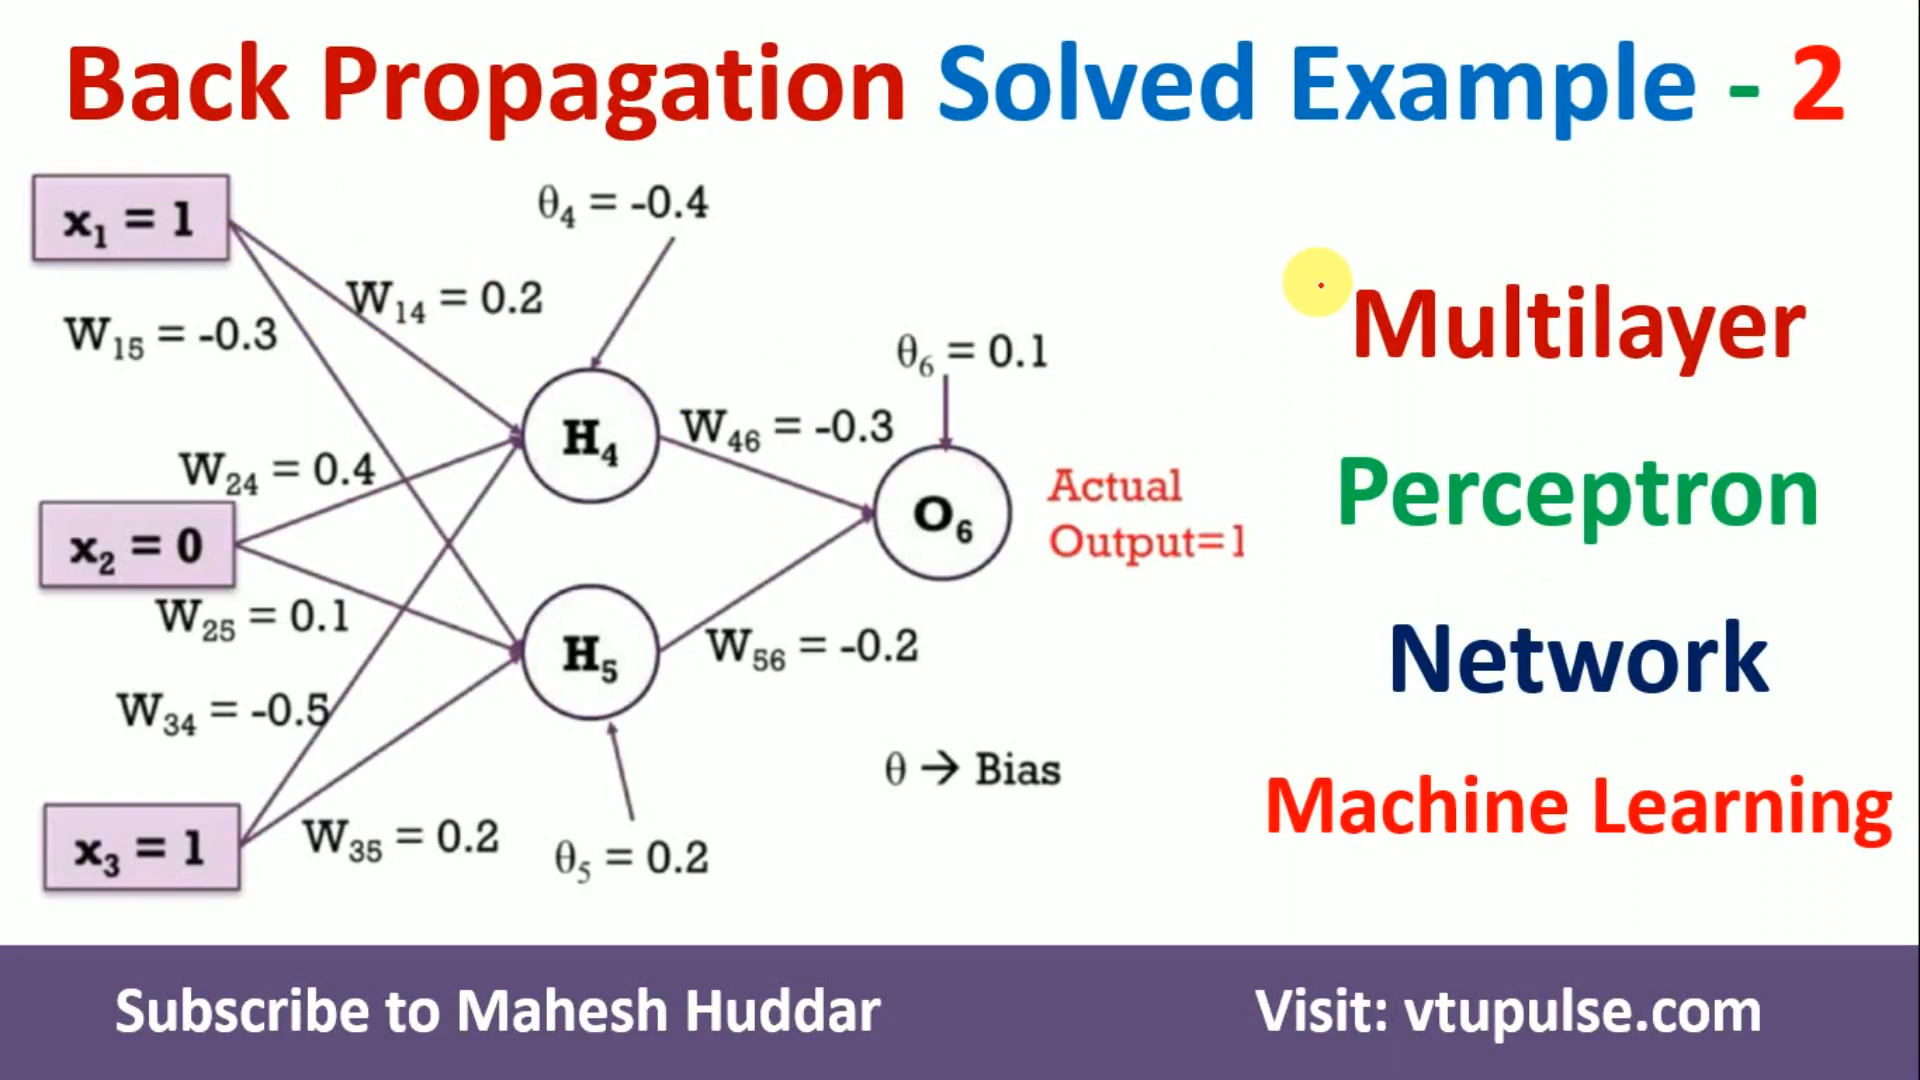 Back Propagation Solved Example - 2
x₁ = 1
θ₄ = -0.4
W₁₄ = 0.2
W₁₅ = -0.3
θ₆ = 0.1
Multilayer
H₄
W₄₆ = -0.3
W₂₄ = 0.4
O₆
Actual
Output=1
Perceptron
x₂ = 0
W₂₅ = 0.1
H₅
W₅₆ = -0.2
Network
W₃₄ = -0.5
θ → Bias
Machine Learning
x₃ = 1
W₃₅ = 0.2
θ₅ = 0.2
Subscribe to Mahesh Huddar
Visit: vtupulse.com